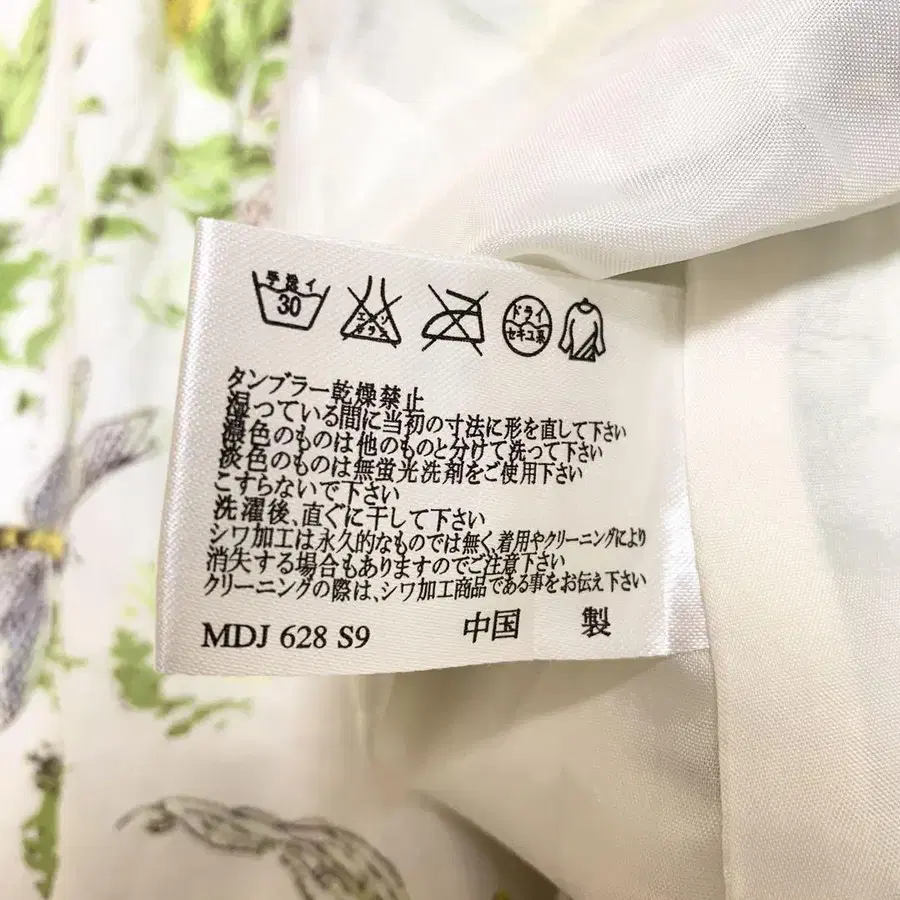 手洗イ
30
エンソ
サラシ
ドライ
セキユ系
タンブラー乾燥禁止
湿っている間に当初の寸法に形を直して下さい
濃色のものは他のものと分けて洗って下さい
淡色のものは無蛍光洗剤をご使用下さい
こすらないで下さい
洗濯後、直ぐに干して下さい
シワ加工は永久的なものでは無く、着用やクリーニングにより
消失する場合もありますのでご注意下さい
クリーニングの際は、シワ加工商品である事をお伝え下さい
MDJ 628 S9 中国 製